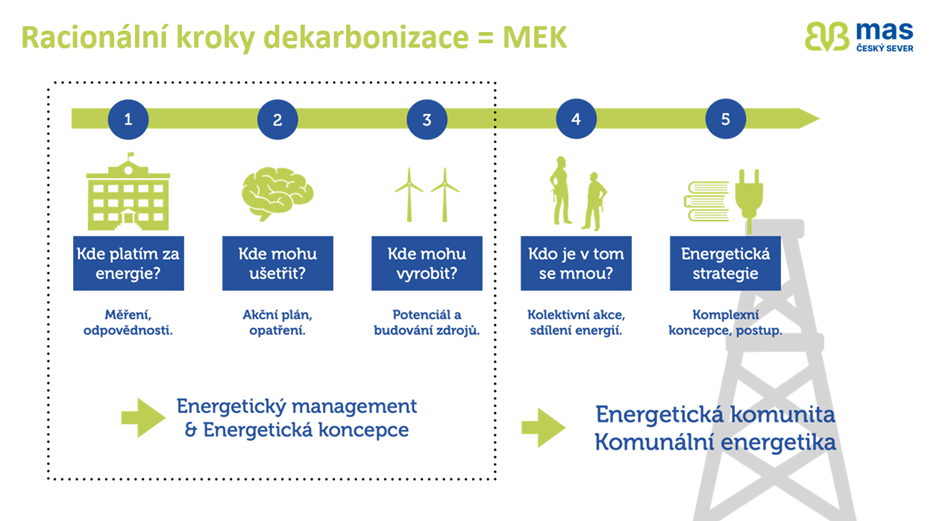 Racionální kroky dekarbonizace = MEK
mas
ČESKÝ SEVER
1
2
3
4
5
Kde platím za
energie?
Kde mohu
ušetřit?
Kde mohu
vyrobit?
Kdo je v tom
se mnou?
Energetická
strategie
Měření,
odpovědnosti.
Akční plán,
opatření.
Potenciál a
budování zdrojů.
Kolektivní akce,
sdílení energií.
Komplexní
koncepce, postup.
Energetický management
& Energetická koncepce
Energetická komunita
Komunální energetika